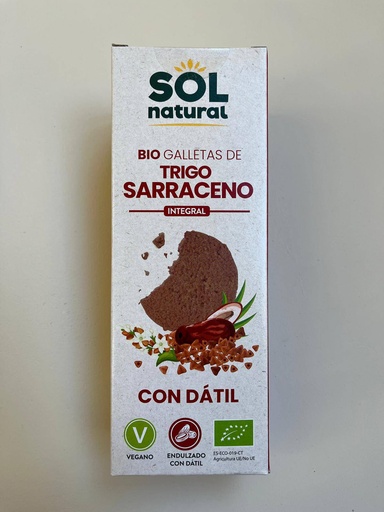 SOL
natural
BIO GALLETAS DE
TRIGO
SARRACENO
INTEGRAL
CON DÁTIL
V
VEGANO
ENDULZADO
CON DÁTIL
ES-ECO-019-CT
Agricultura UE/No UE